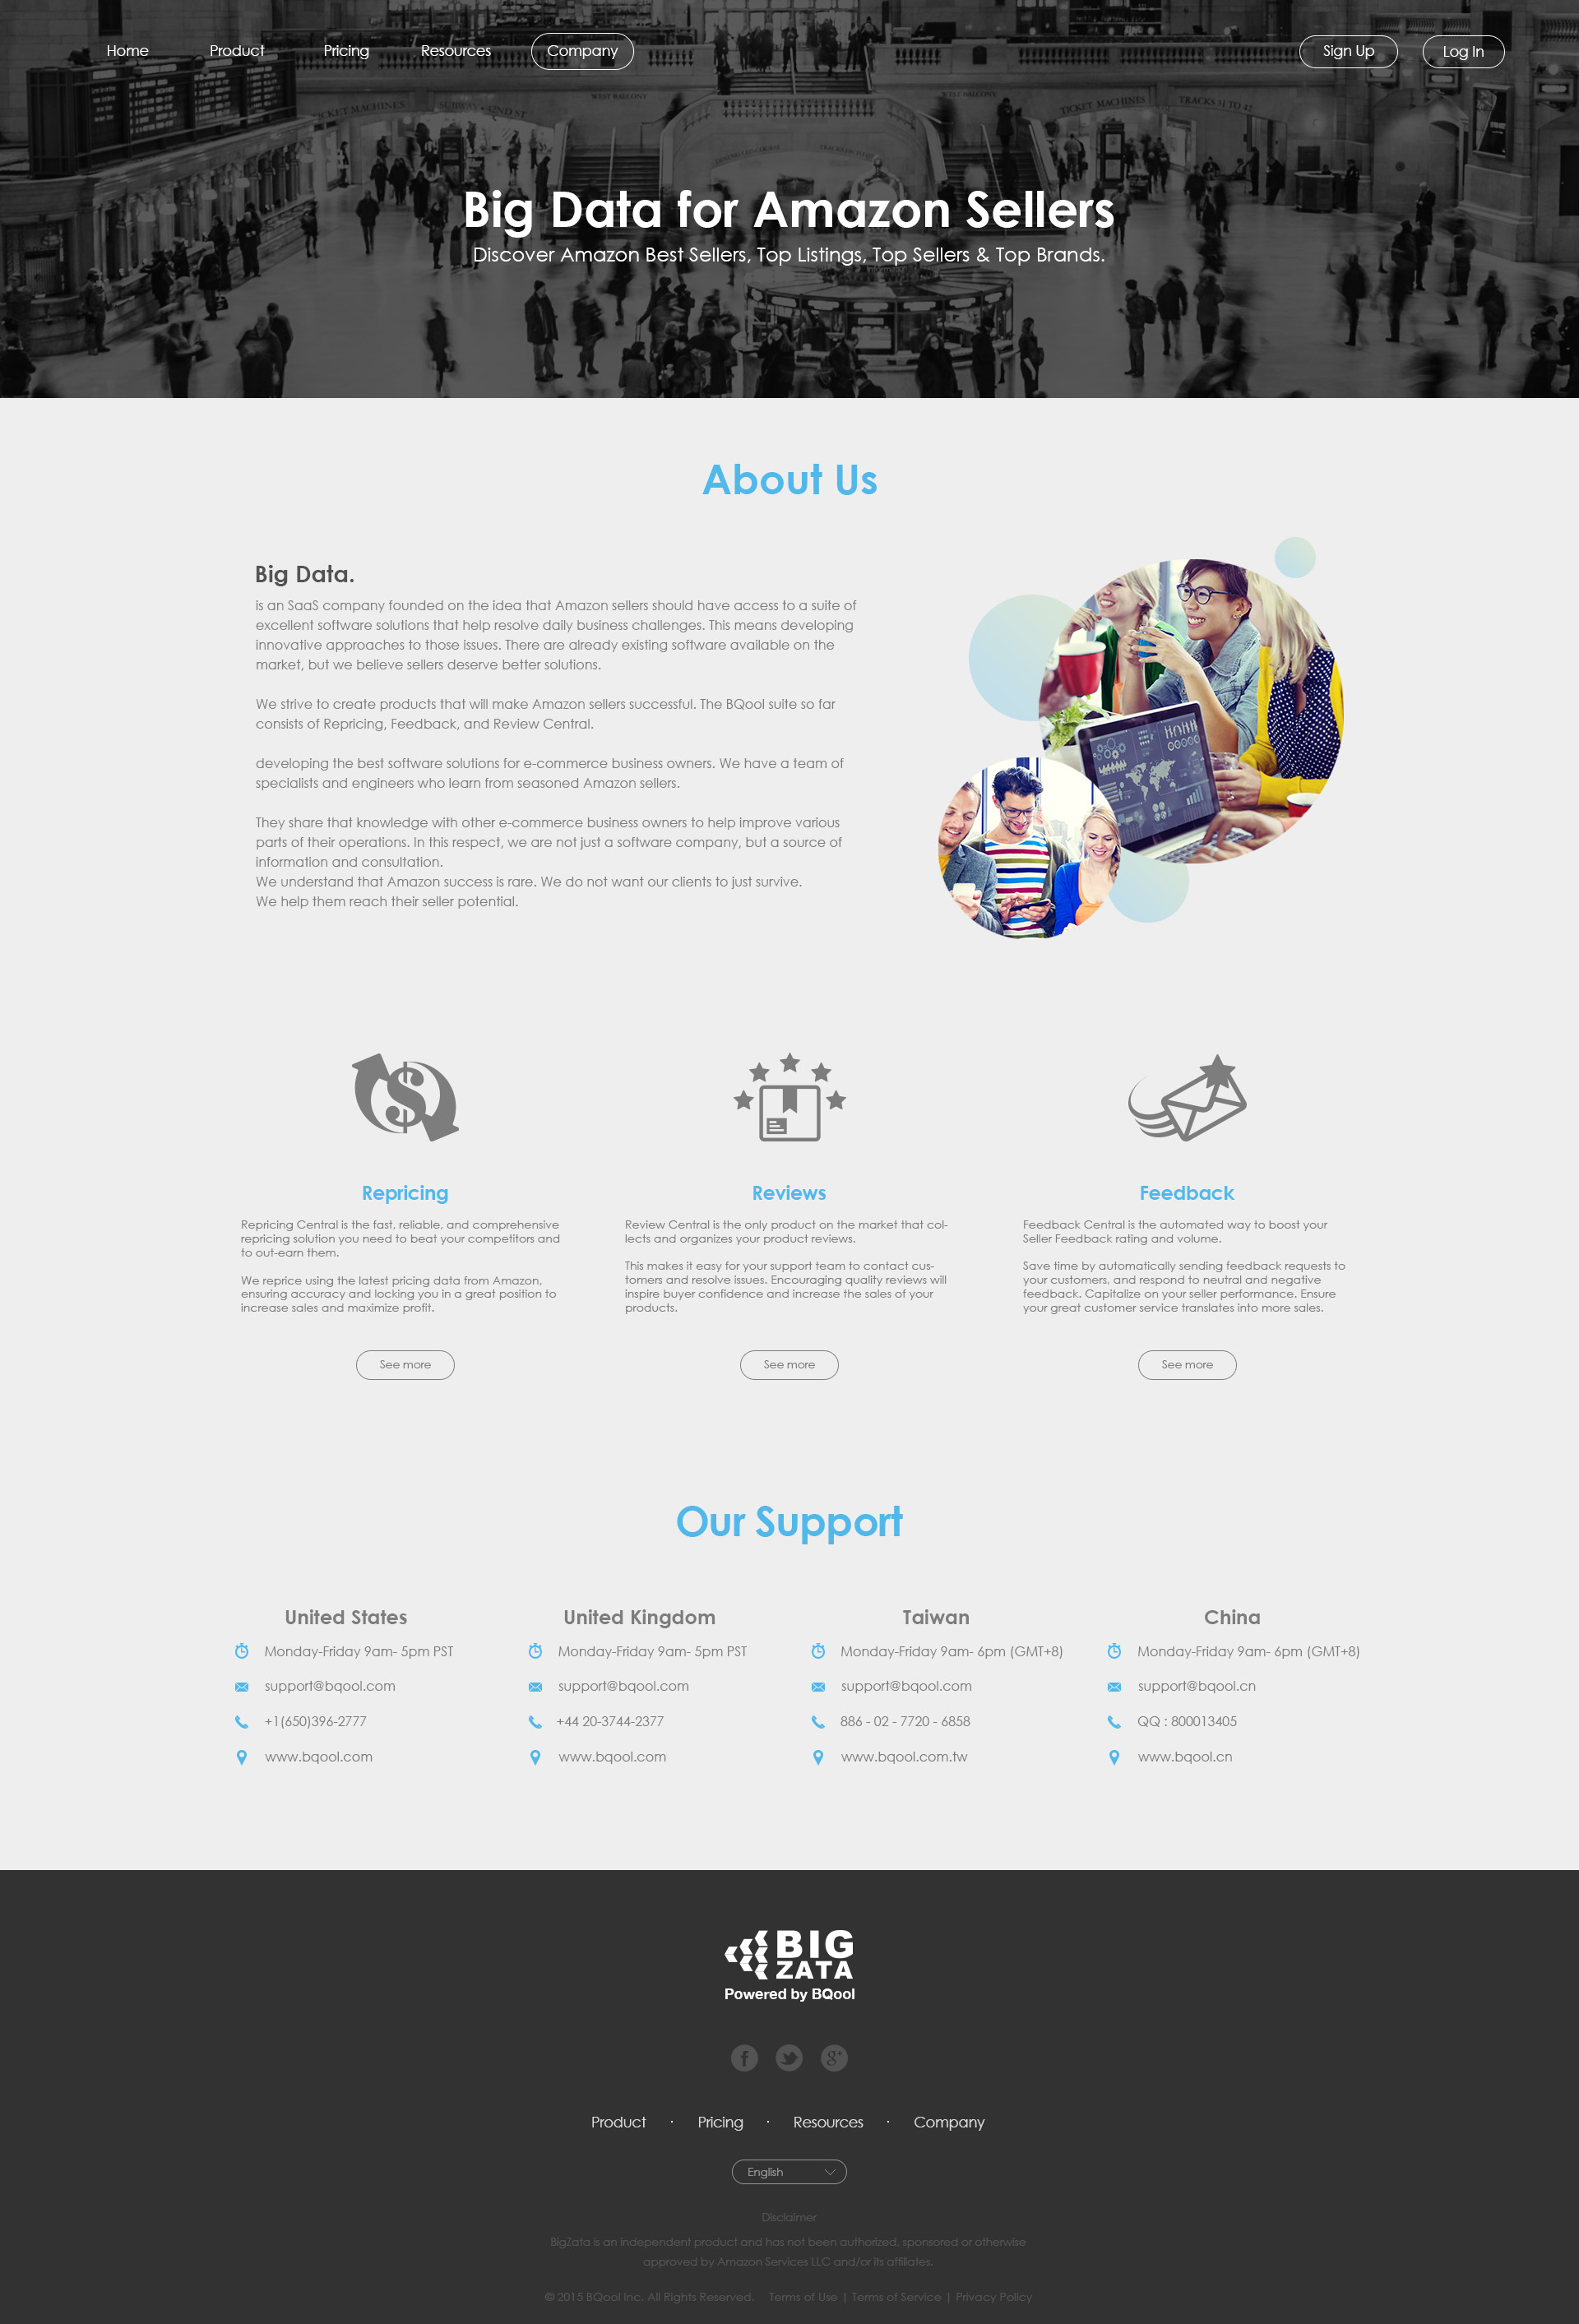 Home Product Pricing Resources Company Sign Up Log In
TICKET MACHINES
SUBWAY - 42ND ST
WEST BALCONY
WEST BALCONY
TICKET MACHINES
TRACKS 11 TO 42
Big Data for Amazon Sellers
Discover Amazon Best Sellers, Top Listings, Top Sellers & Top Brands.
About Us
Big Data.
is an SaaS company founded on the idea that Amazon sellers should have access to a suite of
excellent software solutions that help resolve daily business challenges. This means developing
innovative approaches to those issues. There are already existing software available on the
market, but we believe sellers deserve better solutions.
We strive to create products that will make Amazon sellers successful. The BQool suite so far
consists of Repricing, Feedback, and Review Central.
developing the best software solutions for e-commerce business owners. We have a team of
specialists and engineers who learn from seasoned Amazon sellers.
They share that knowledge with other e-commerce business owners to help improve various
parts of their operations. In this respect, we are not just a software company, but a source of
information and consultation.
We understand that Amazon success is rare. We do not want our clients to just survive.
We help them reach their seller potential.
Repricing
Repricing Central is the fast, reliable, and comprehensive
repricing solution you need to beat your competitors and
to out-earn them.
We reprice using the latest pricing data from Amazon,
ensuring accuracy and locking you in a great position to
increase sales and maximize profit.
See more
Reviews
Review Central is the only product on the market that col-
lects and organizes your product reviews.
This makes it easy for your support team to contact cus-
tomers and resolve issues. Encouraging quality reviews will
inspire buyer confidence and increase the sales of your
products.
See more
Feedback
Feedback Central is the automated way to boost your
Seller Feedback rating and volume.
Save time by automatically sending feedback requests to
your customers, and respond to neutral and negative
feedback. Capitalize on your seller performance. Ensure
your great customer service translates into more sales.
See more
Our Support
United States
Monday-Friday 9am- 5pm PST
support@bqool.com
+1(650)396-2777
www.bqool.com
United Kingdom
Monday-Friday 9am- 5pm PST
support@bqool.com
+44 20-3744-2377
www.bqool.com
Taiwan
Monday-Friday 9am- 6pm (GMT+8)
support@bqool.com
886 - 02 - 7720 - 6858
www.bqool.com.tw
China
Monday-Friday 9am- 6pm (GMT+8)
support@bqool.cn
QQ : 800013405
www.bqool.cn
BIG
ZATA
Powered by BQool
Product · Pricing · Resources · Company
English
Disclaimer
BigZata is an independent product and has not been authorized, sponsored or otherwise
approved by Amazon Services LLC and/or its affiliates.
© 2015 BQool Inc. All Rights Reserved. Terms of Use | Terms of Service | Privacy Policy